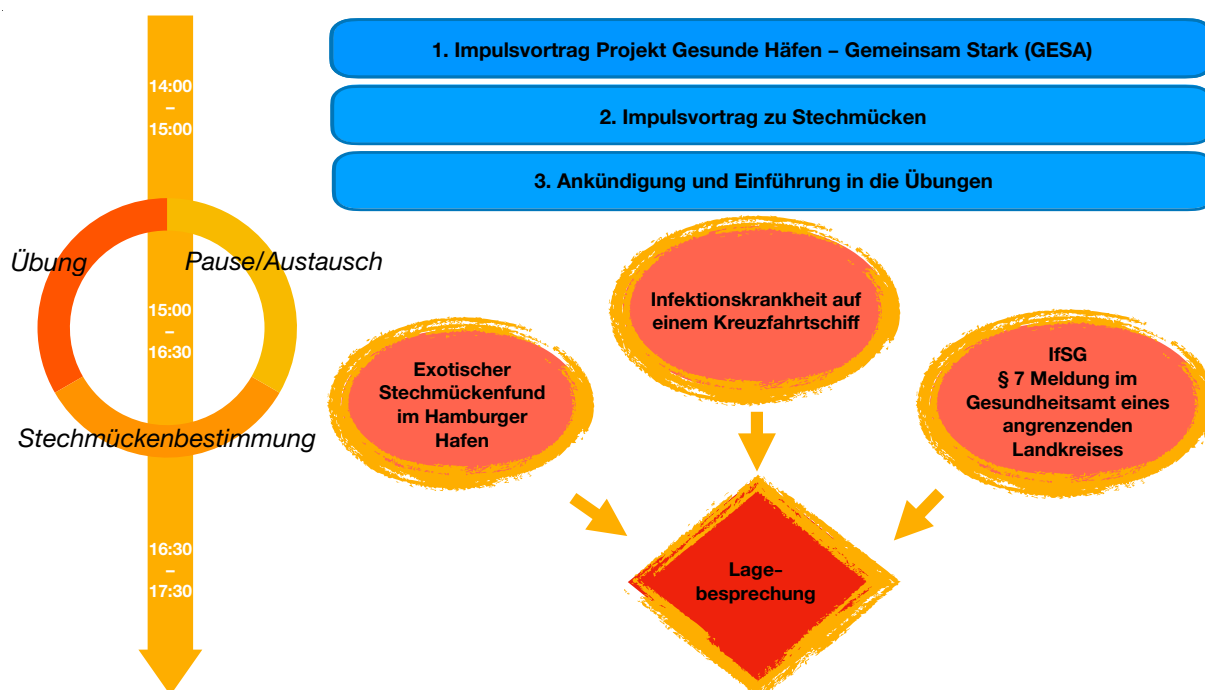 1. Impulsvortrag Projekt Gesunde Häfen – Gemeinsam Stark (GESA)
14:00
–
15:00
2. Impulsvortrag zu Stechmücken
3. Ankündigung und Einführung in die Übungen
Übung
Pause/Austausch
15:00
–
16:30
Stechmückenbestimmung
Infektionskrankheit auf
einem Kreuzfahrtschiff
Exotischer
Stechmückenfund
im Hamburger
Hafen
IfSG
§ 7 Meldung im
Gesundheitsamt eines
angrenzenden
Landkreises
16:30
–
17:30
Lage-
besprechung